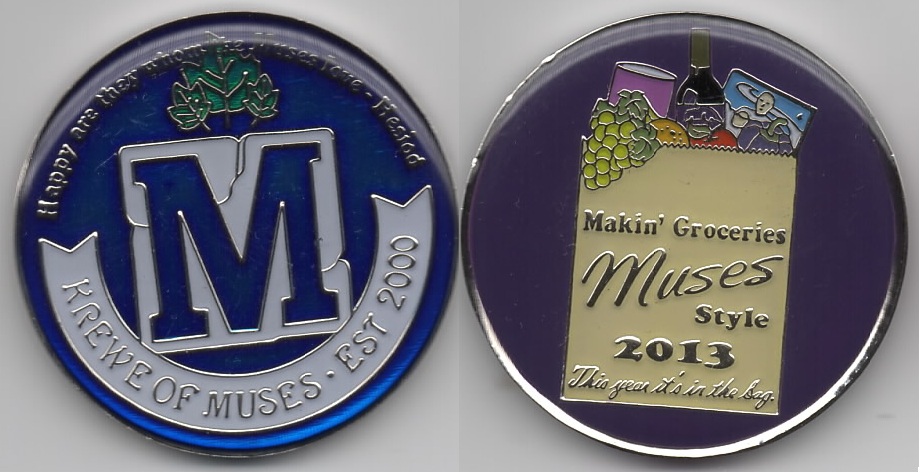 Happy are they whom the Muses love - Hesiod
M
KREWE OF MUSES · EST 2000
Makin' Groceries
Muses
Style
2013
This year it's in the bag.